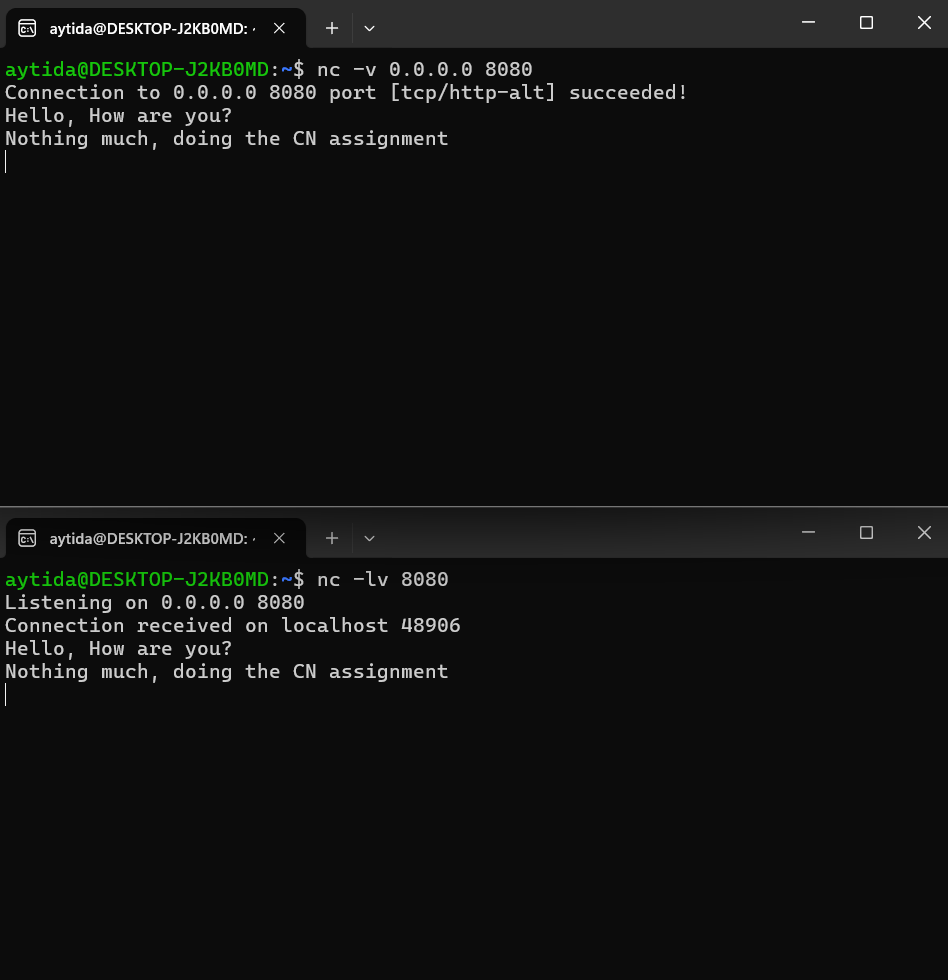 aytida@DESKTOP-J2KB0MD: ~
aytida@DESKTOP-J2KB0MD:~$ nc -v 0.0.0.0 8080
Connection to 0.0.0.0 8080 port [tcp/http-alt] succeeded!
Hello, How are you?
Nothing much, doing the CN assignment
aytida@DESKTOP-J2KB0MD: ~
aytida@DESKTOP-J2KB0MD:~$ nc -lv 8080
Listening on 0.0.0.0 8080
Connection received on localhost 48906
Hello, How are you?
Nothing much, doing the CN assignment